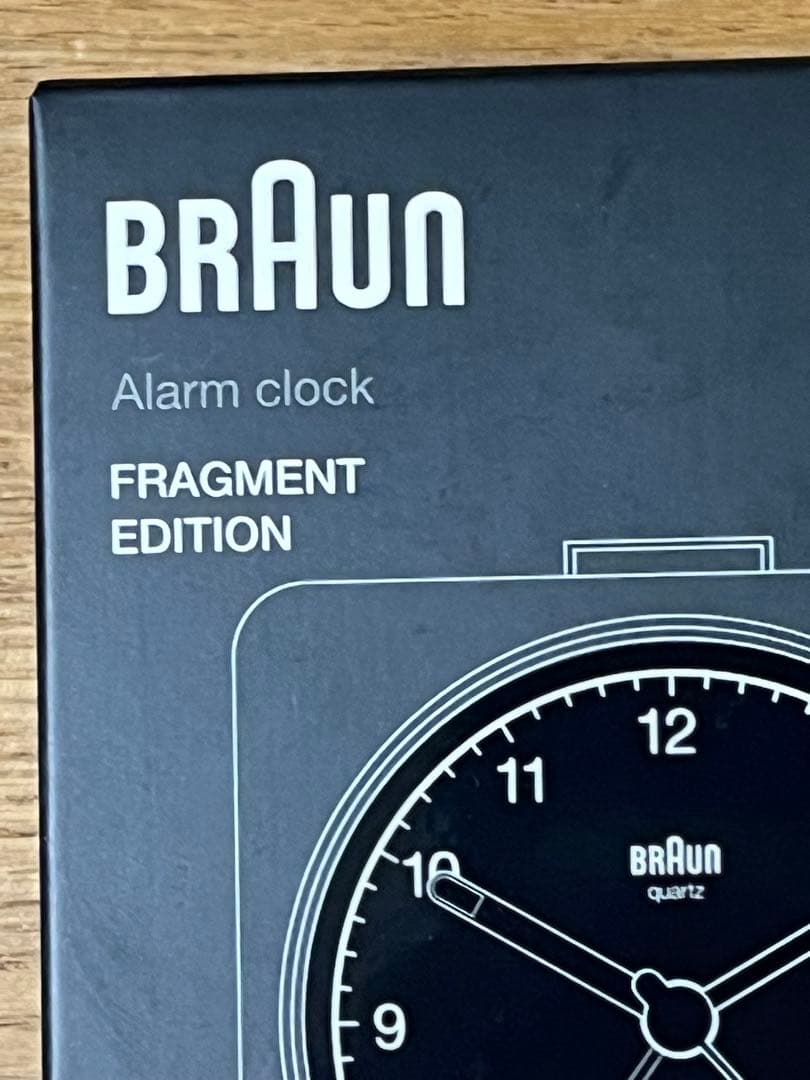 BRAUN
Alarm clock
FRAGMENT
EDITION
12
11
10
9
BRAUN
quartz